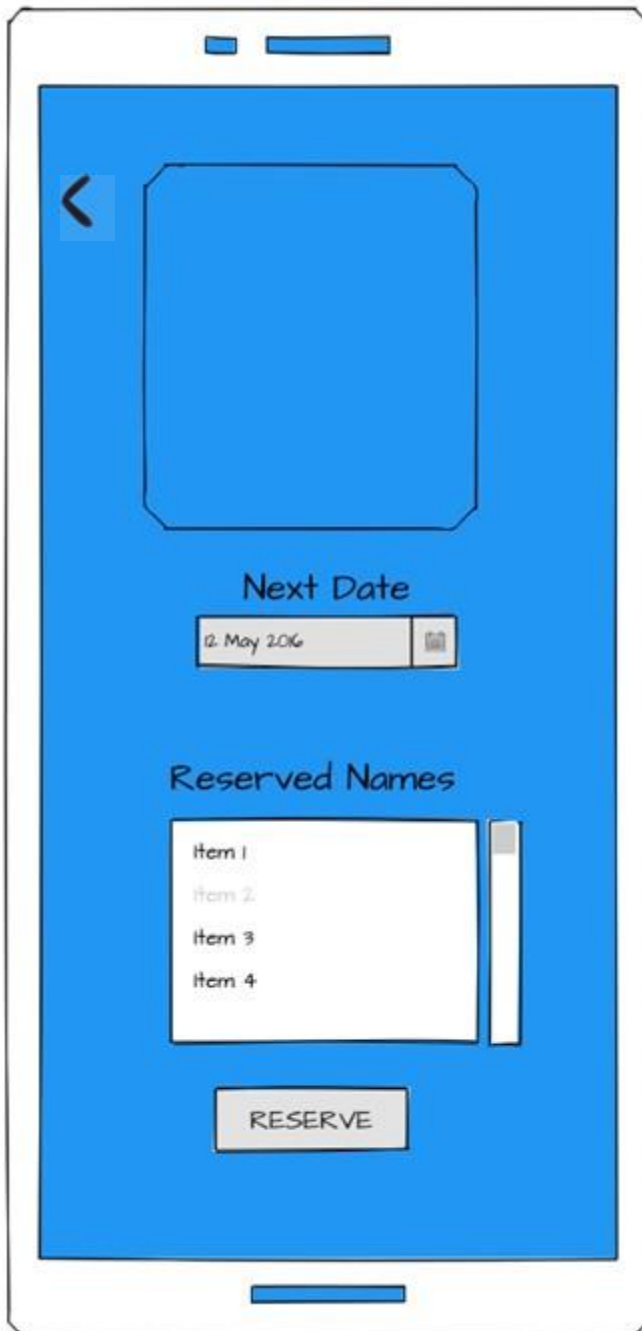 Next Date
12 May 2016
Reserved Names
Item 1
Item 2
Item 3
Item 4
RESERVE